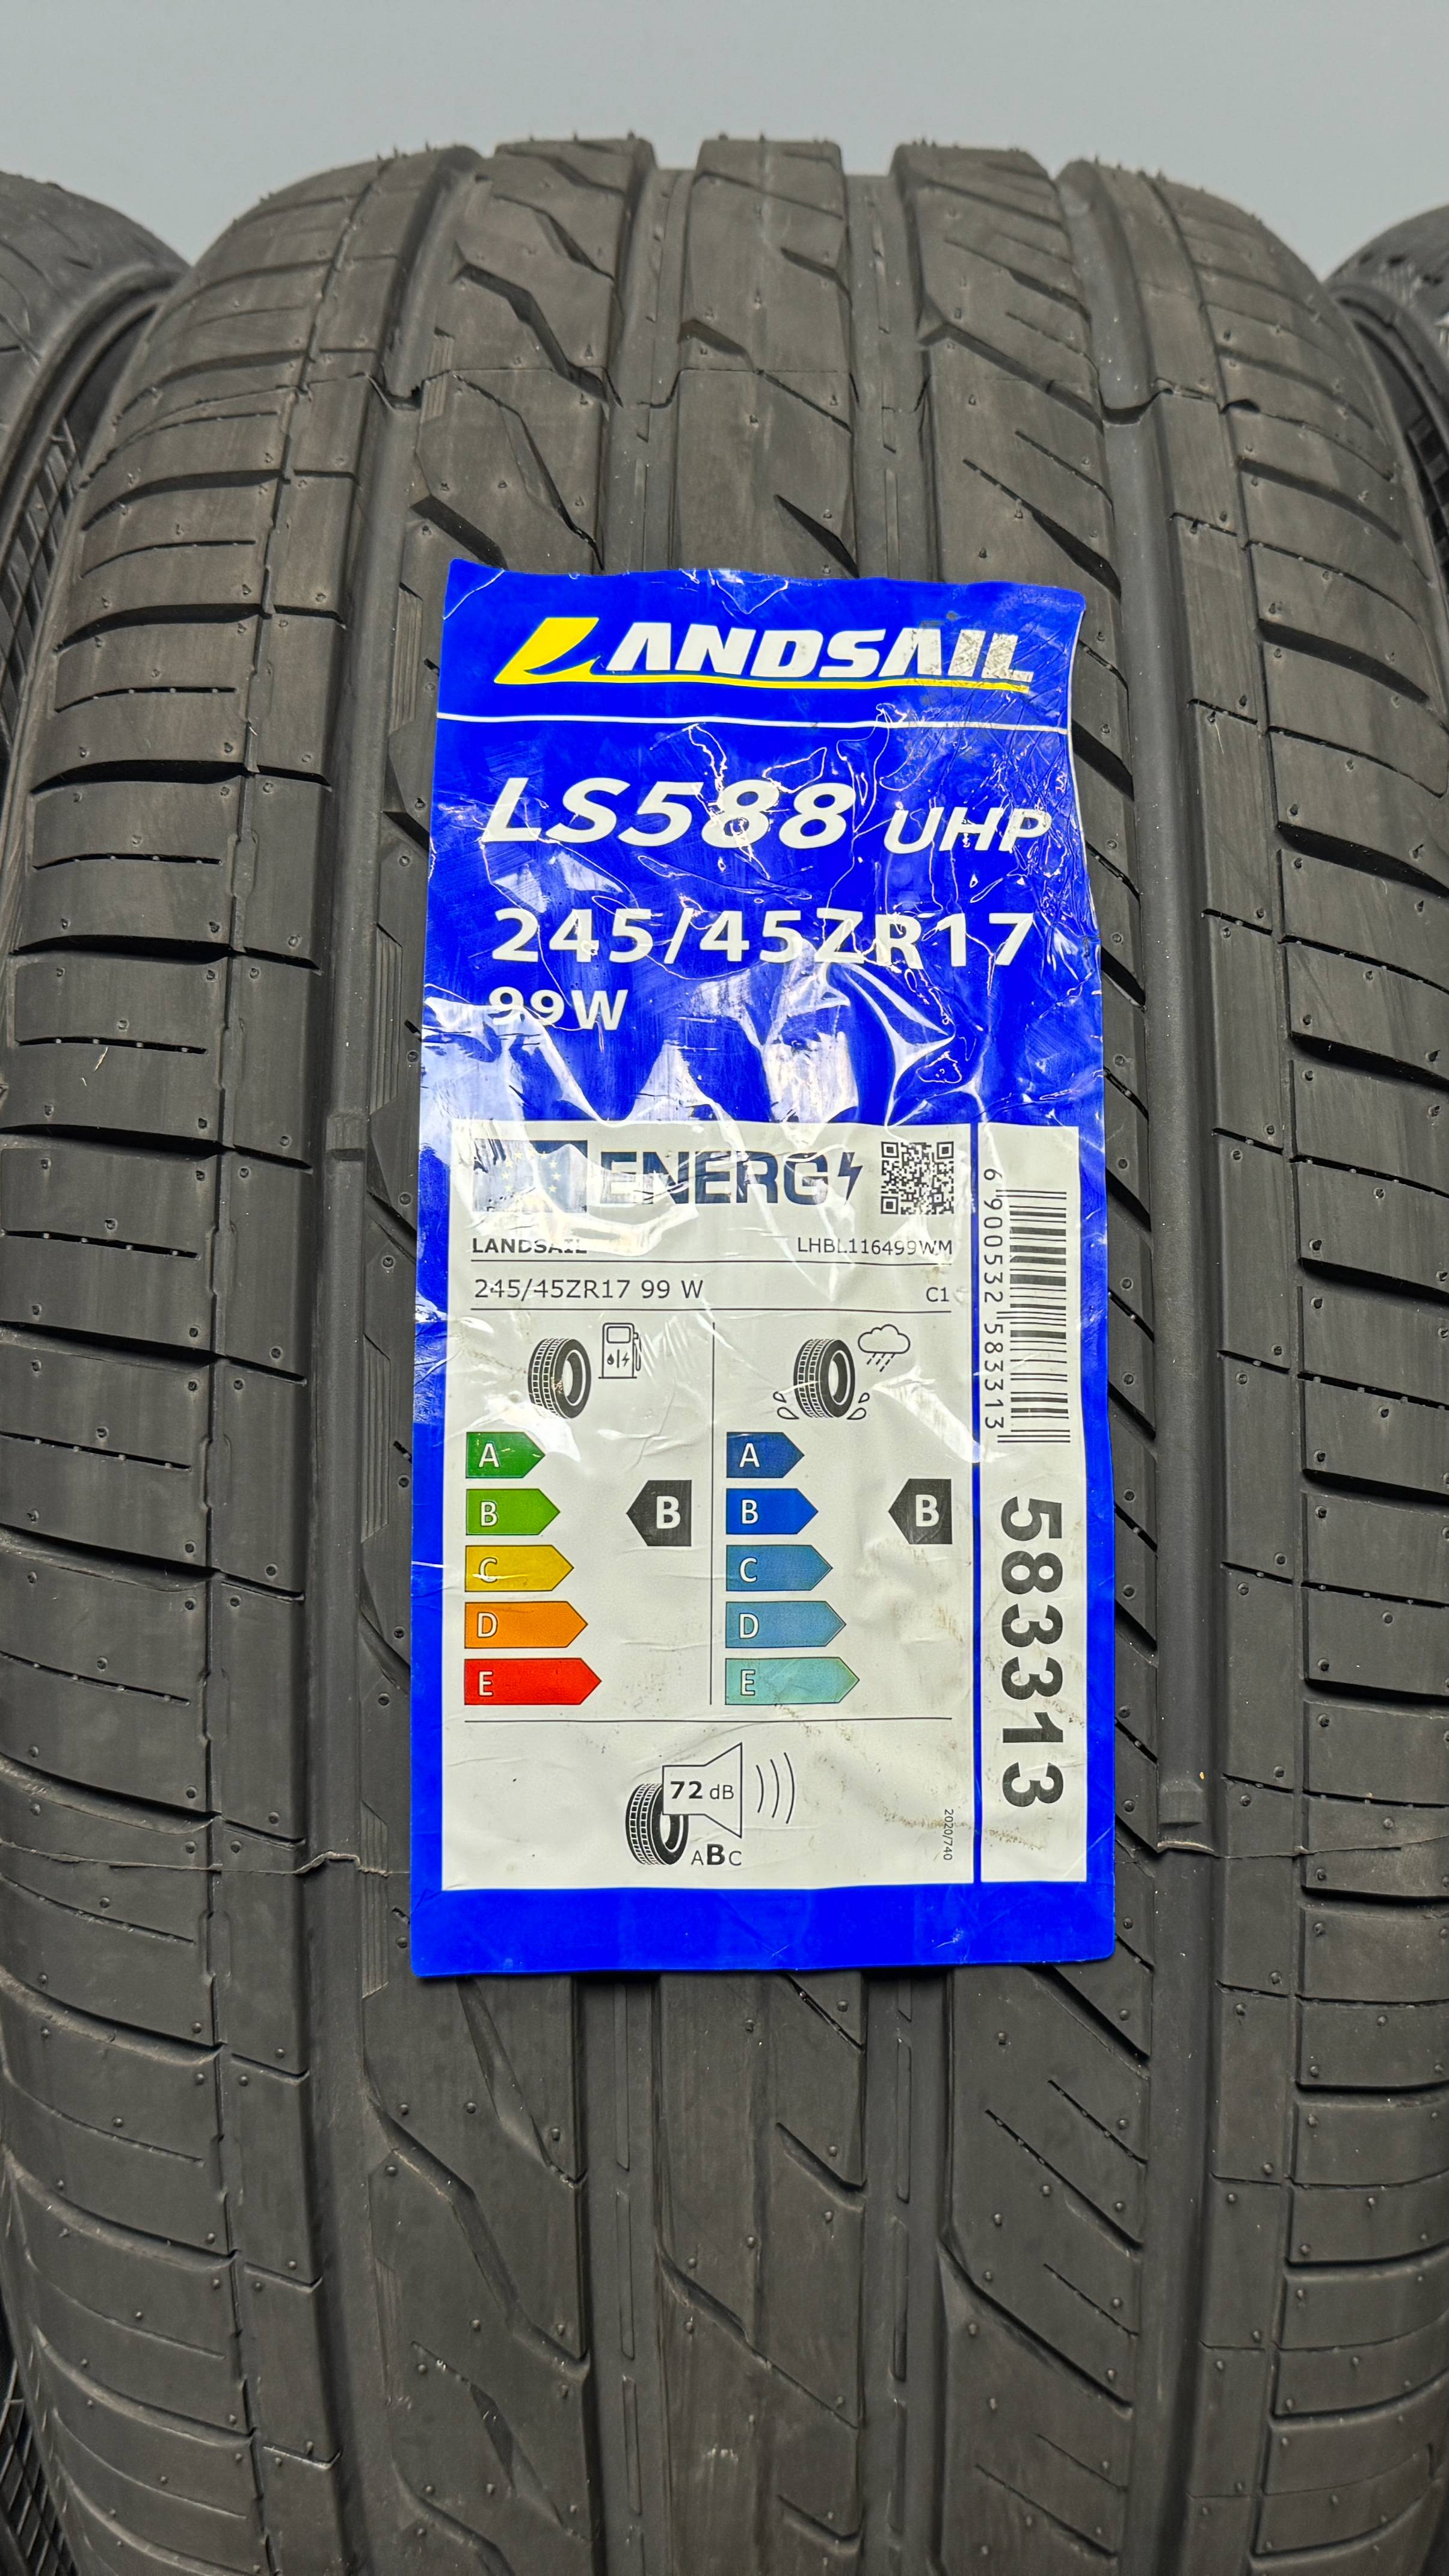 LANDSAIL
LS588 UHP
245/45ZR17
99W
ENERG
LANDSAIL
LHBL116499WM
245/45ZR17 99 W
C1
A
B
C
D
E
B
A
B
C
D
E
B
72 dB
ABC
2020/740
6 900532 583313
583313